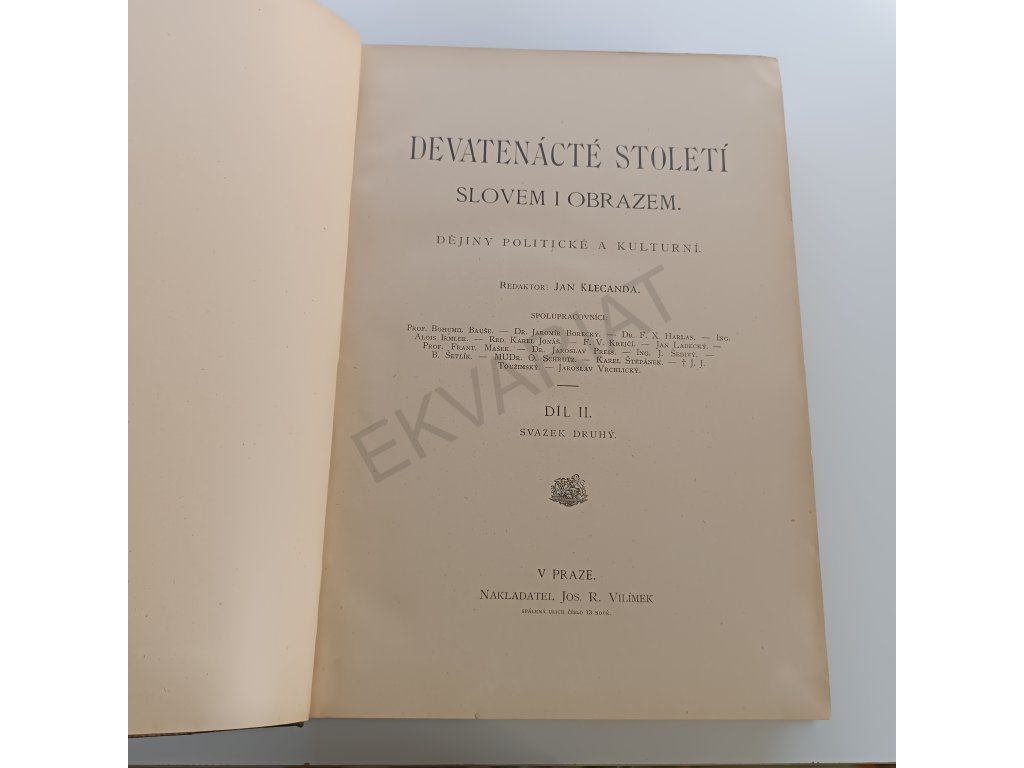 DEVATENÁCTÉ STOLETÍ
SLOVEM I OBRAZEM.
DĚJINY POLITICKÉ A KULTURNÍ.
REDAKTOR: JAN KLECANDA.
SPOLUPRACOVNÍCI:
PROF. BOHUMIL BAUŠE. — DR. JAROMÍR BORECKÝ. — DR. F. X. HARLAS. — ING.
ALOIS IRMLER. — RED. KAREL JONÁŠ. — F. V. KREJČÍ. — JAN LADECKÝ. —
PROF. FRANT. MAŠEK. — DR. JAROSLAV PREIS. — ING. J. ŠEDIVÝ. —
B. ŠETLÍK. — MUDR. O. SCHRUTZ. — KAREL ŠTĚPÁNEK. — † J. J.
TOUŽIMSKÝ. — JAROSLAV VRCHLICKÝ.
DÍL II.
SVAZEK DRUHÝ.
V PRAZE.
NAKLADATEL JOS. R. VILÍMEK
SPÁLENÁ ULICE ČÍSLO 13 NOVÉ.
EKVARIAT